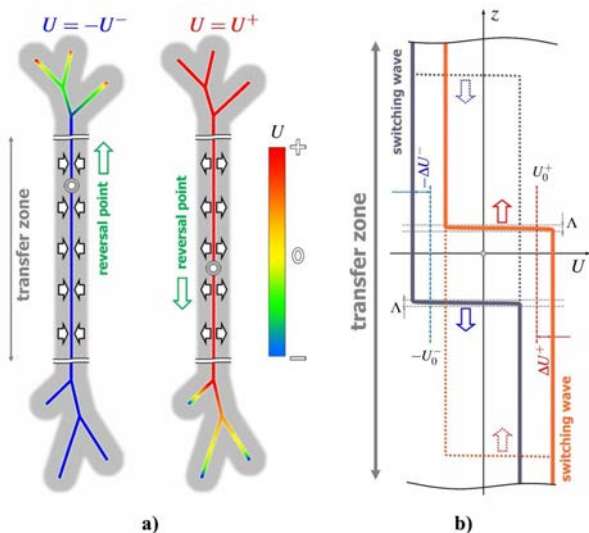 U = −U⁻
U = U⁺
transfer zone
reversal point
reversal point
U
+
0
−
a)
z
switching wave
−ΔU⁻
U₀⁺
Λ
U
Λ
−U₀⁻
ΔU⁺
transfer zone
switching wave
b)